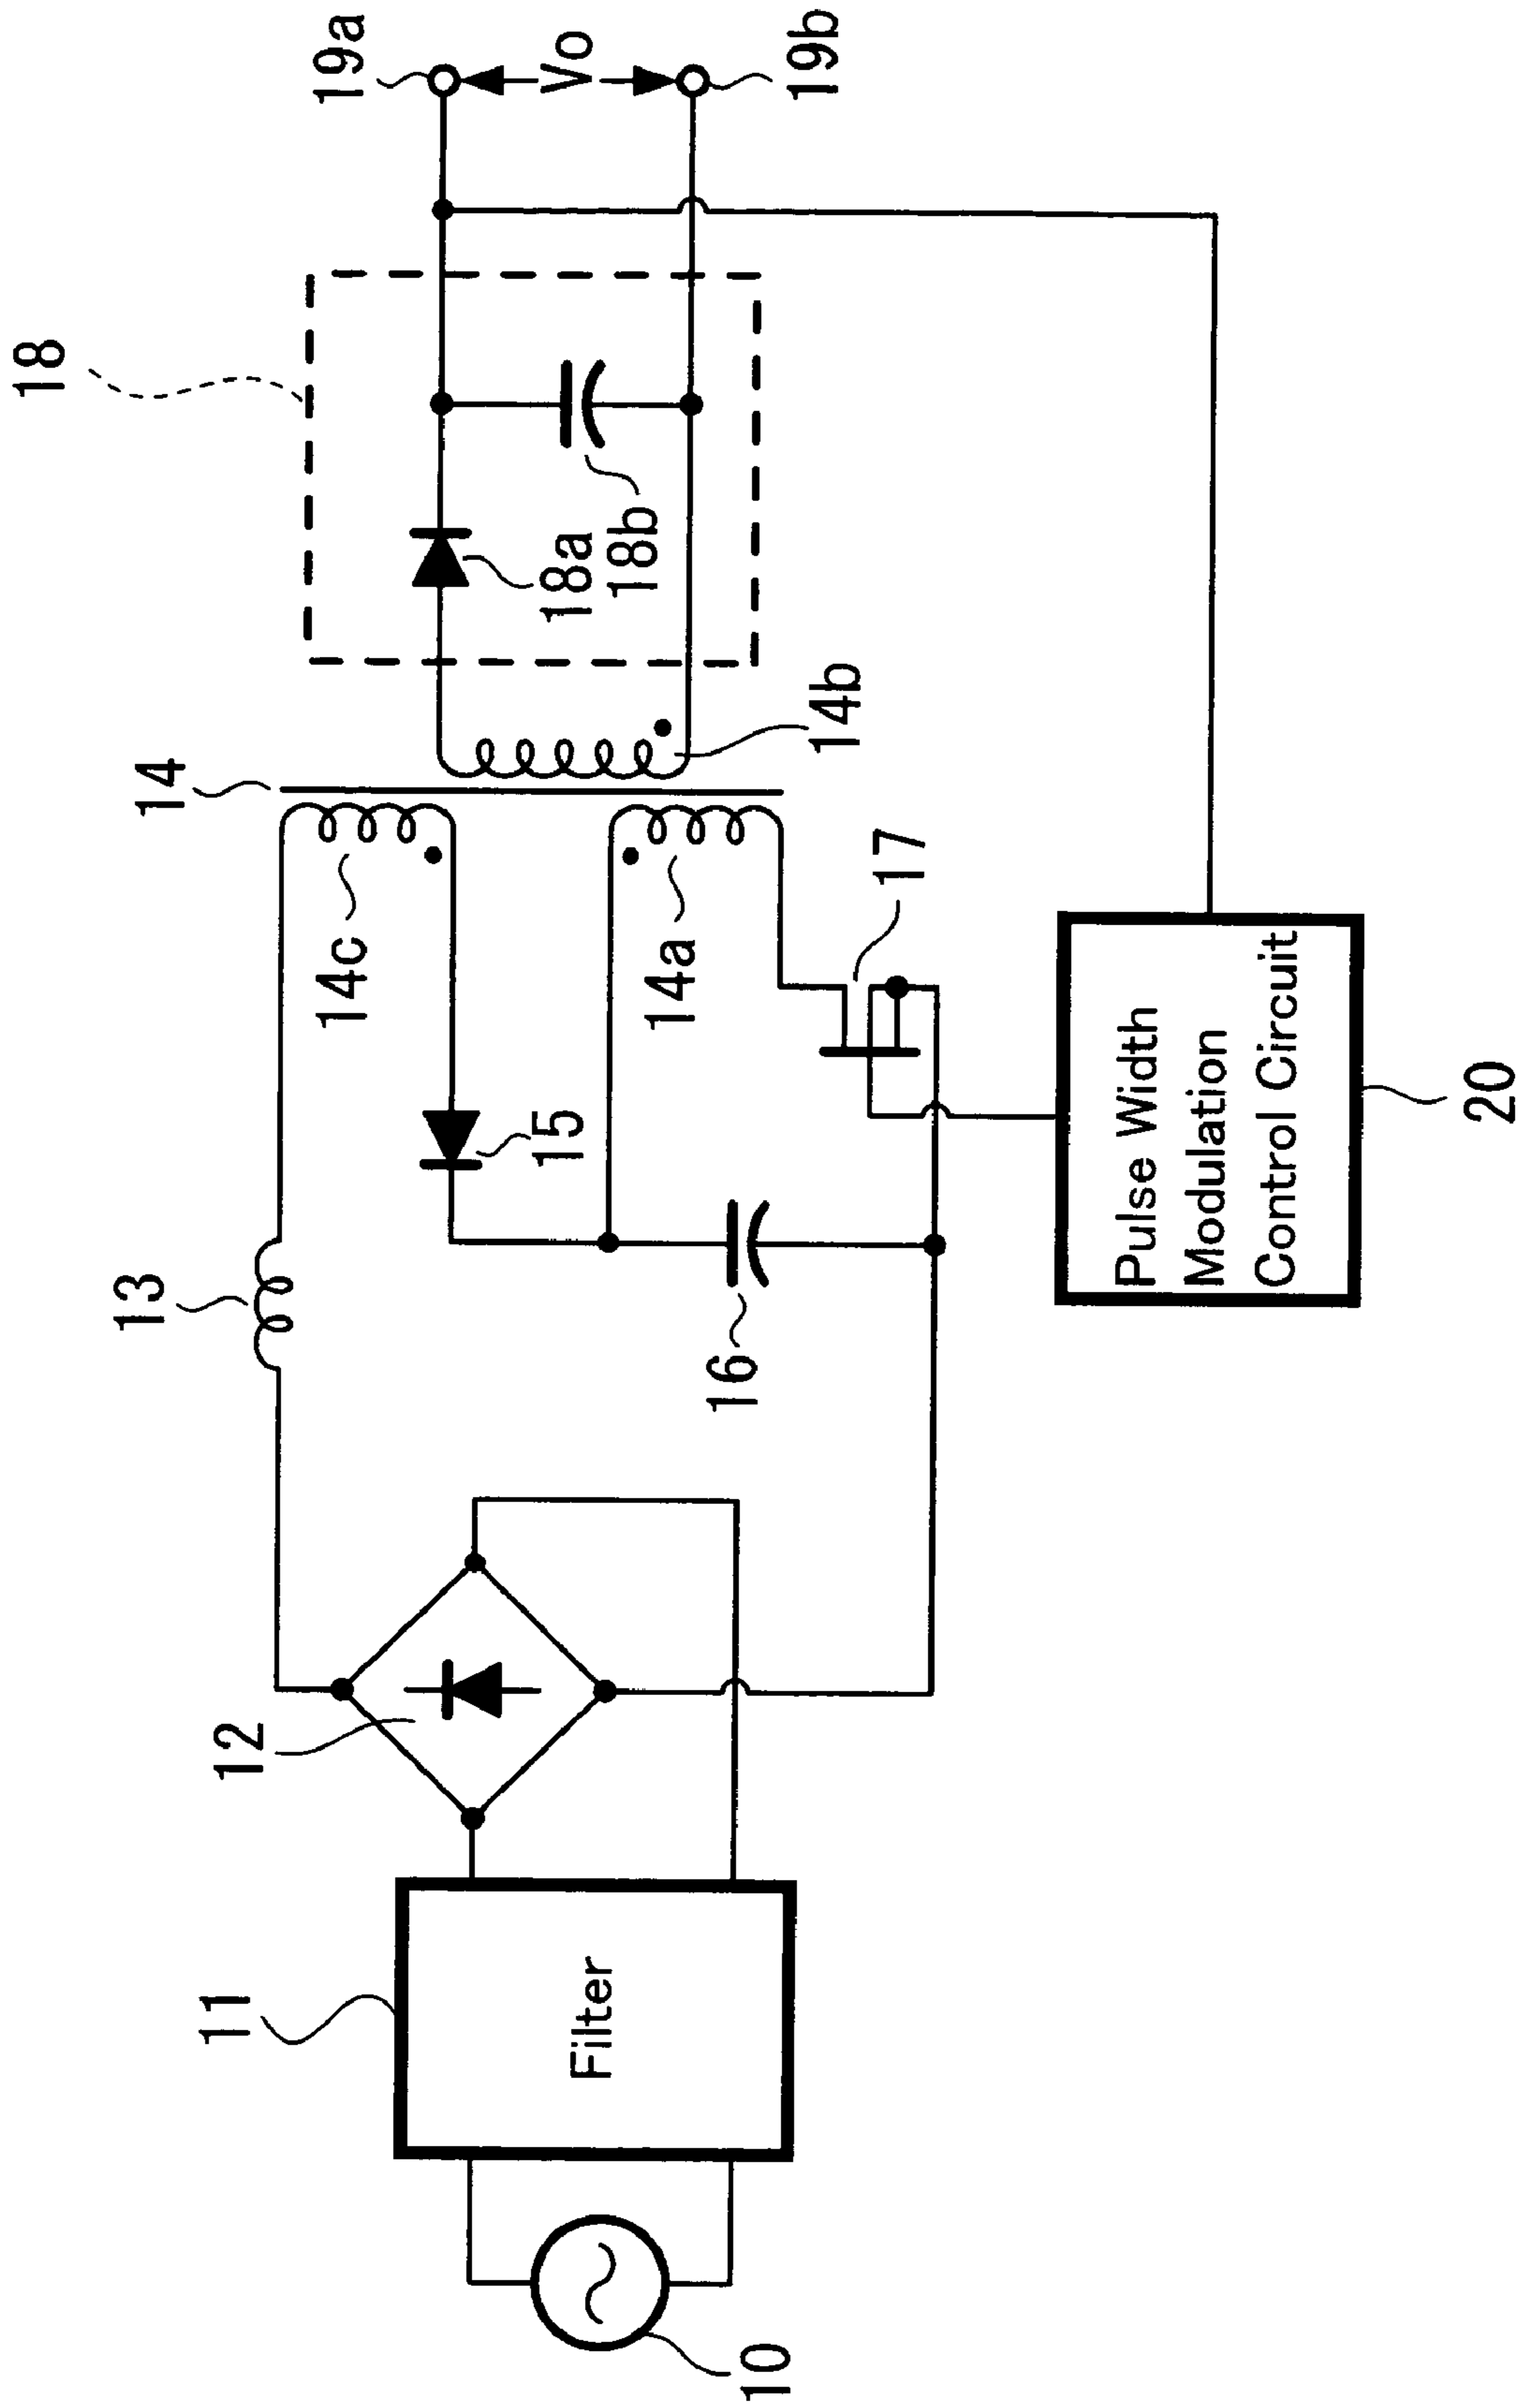 18
19a
Vo
19b
18a
18b
14
14b
14c
14a
17
13
15
16
12
11
Filter
10
Pulse Width
Modulation
Control Circuit
20